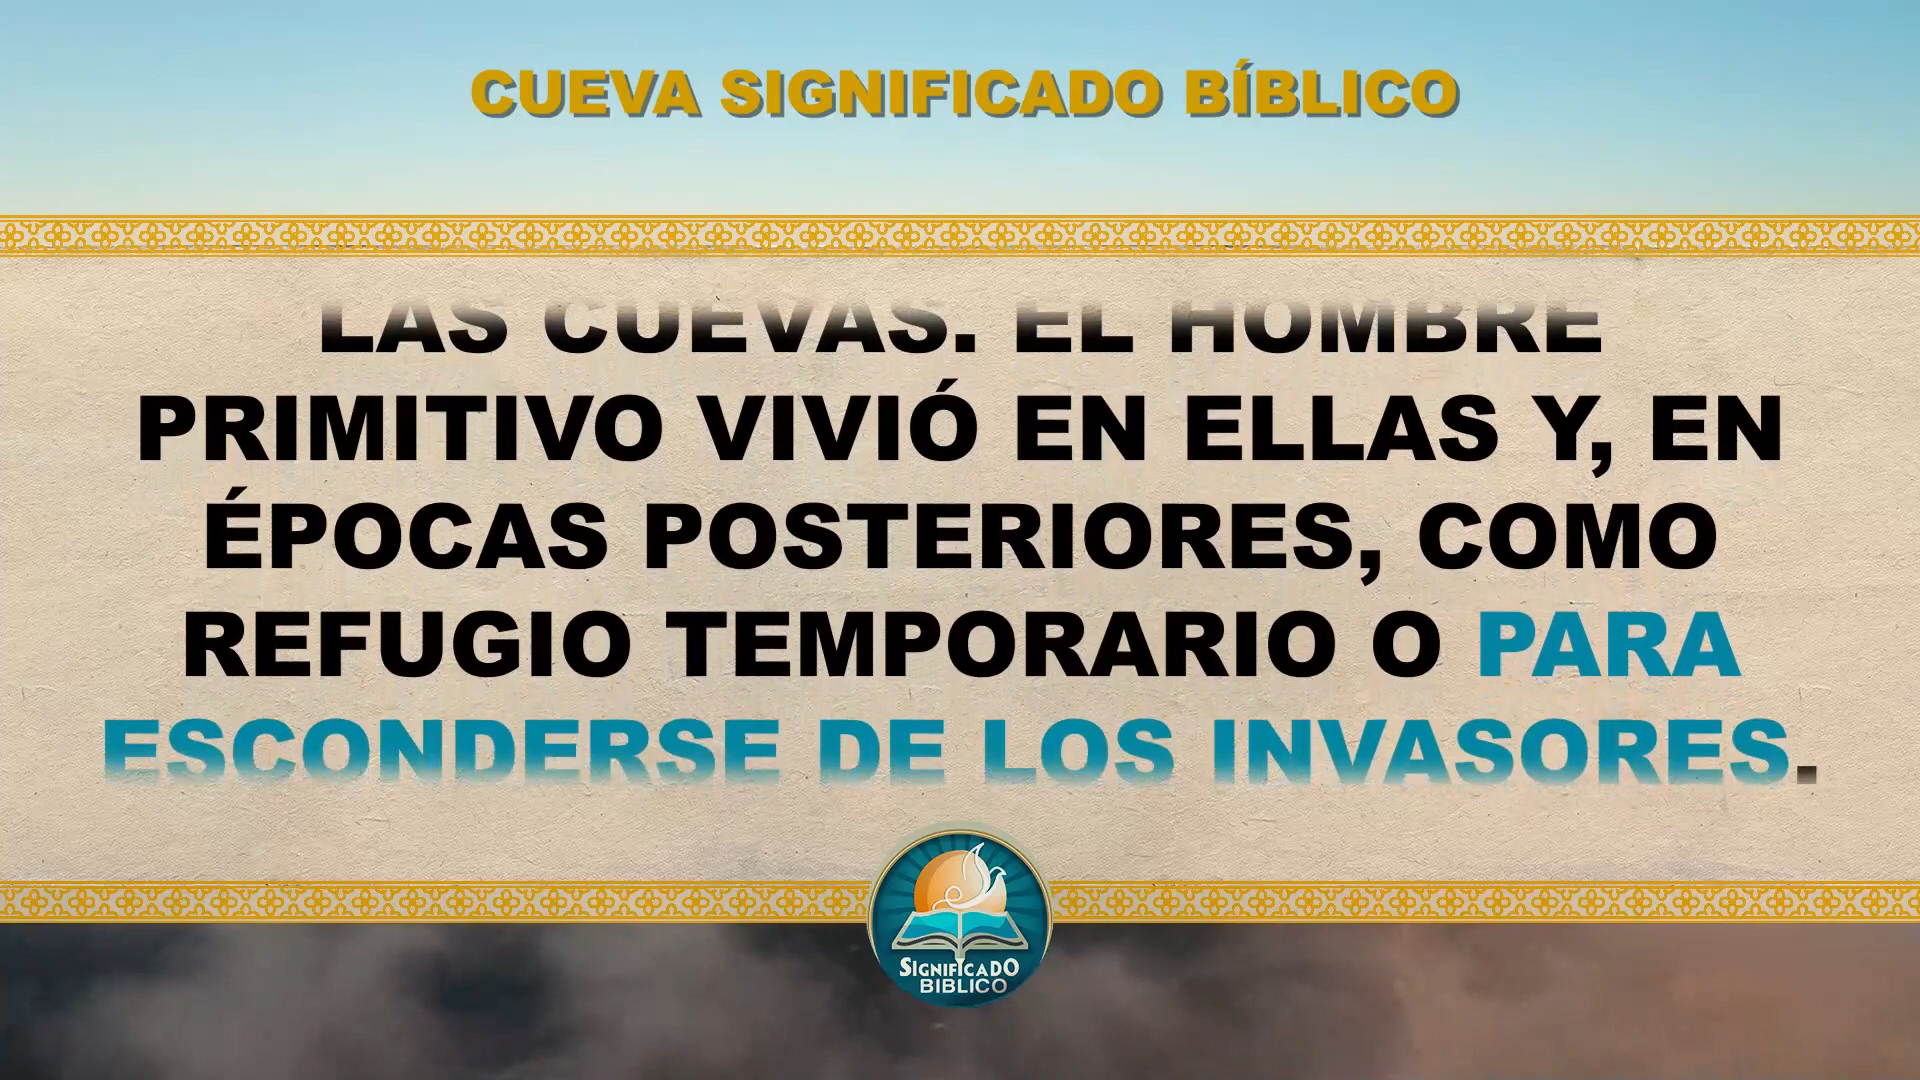 CUEVA SIGNIFICADO BÍBLICO
LAS CUEVAS. EL HOMBRE
PRIMITIVO VIVIÓ EN ELLAS Y, EN
ÉPOCAS POSTERIORES, COMO
REFUGIO TEMPORARIO O PARA
ESCONDERSE DE LOS INVASORES.
SIGNIFICADO
BIBLICO